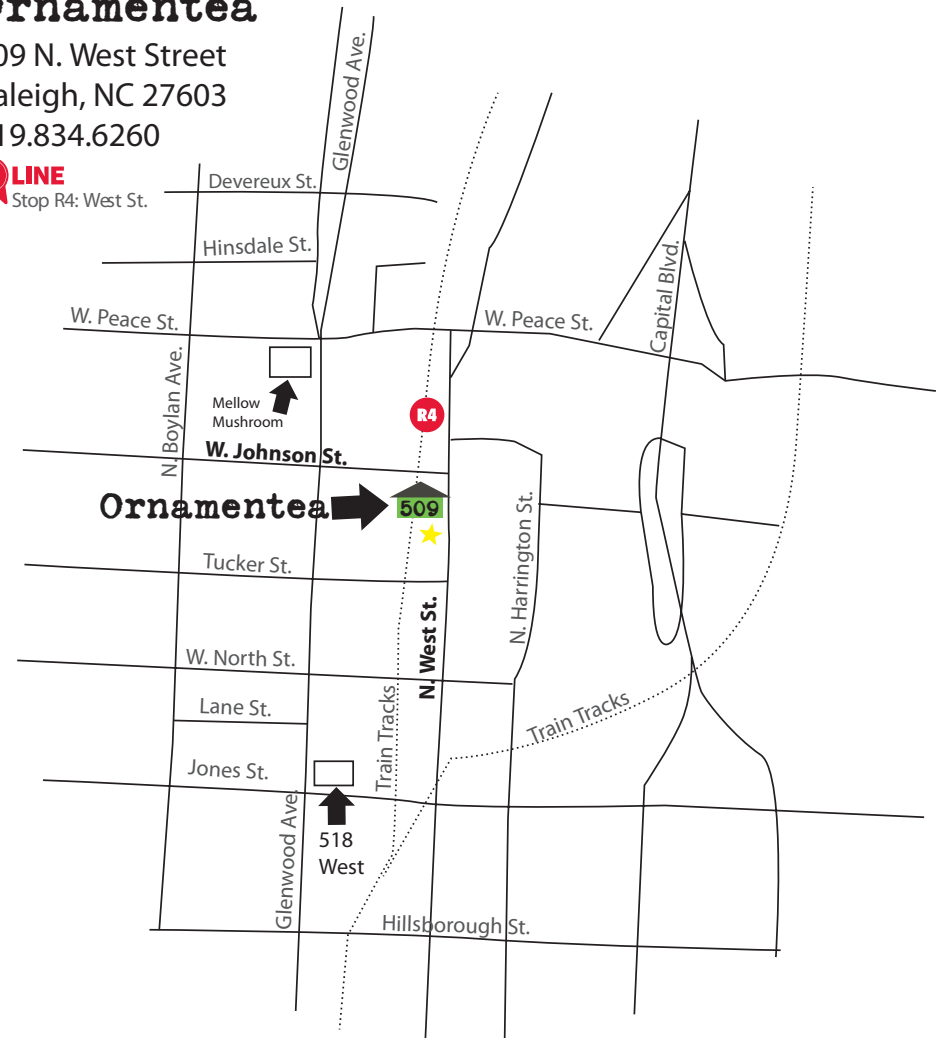 Ornamentea
09 N. West Street
aleigh, NC 27603
19.834.6260
LINE
Stop R4: West St.
Glenwood Ave.
Devereux St.
Hinsdale St.
W. Peace St.
W. Peace St.
Capital Blvd.
N. Boylan Ave.
Mellow
Mushroom
R4
W. Johnson St.
Ornamentea
509
N. Harrington St.
Tucker St.
N. West St.
W. North St.
Lane St.
Train Tracks
Train Tracks
Jones St.
Glenwood Ave.
518
West
Hillsborough St.